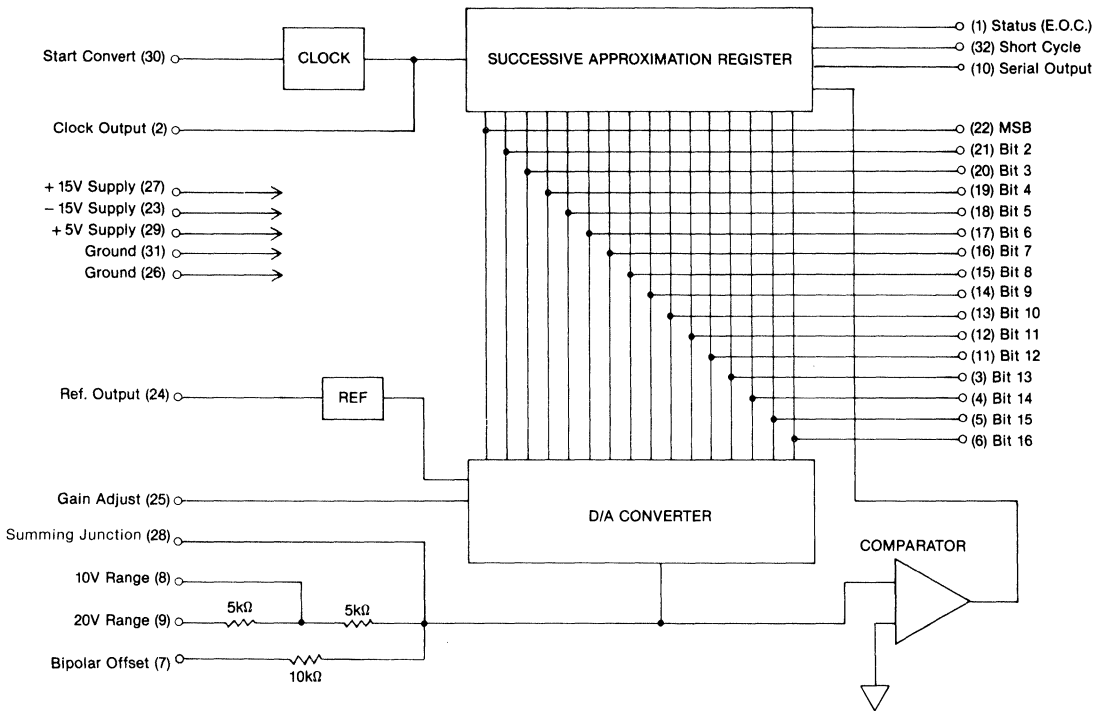 Start Convert (30)
CLOCK
SUCCESSIVE APPROXIMATION REGISTER
(1) Status (E.O.C.)
(32) Short Cycle
(10) Serial Output
Clock Output (2)
(22) MSB
(21) Bit 2
(20) Bit 3
(19) Bit 4
(18) Bit 5
(17) Bit 6
(16) Bit 7
(15) Bit 8
(14) Bit 9
(13) Bit 10
(12) Bit 11
(11) Bit 12
(3) Bit 13
(4) Bit 14
(5) Bit 15
(6) Bit 16
+ 15V Supply (27)
− 15V Supply (23)
+ 5V Supply (29)
Ground (31)
Ground (26)
Ref. Output (24)
REF
Gain Adjust (25)
D/A CONVERTER
Summing Junction (28)
COMPARATOR
10V Range (8)
20V Range (9)
5kΩ
5kΩ
Bipolar Offset (7)
10kΩ